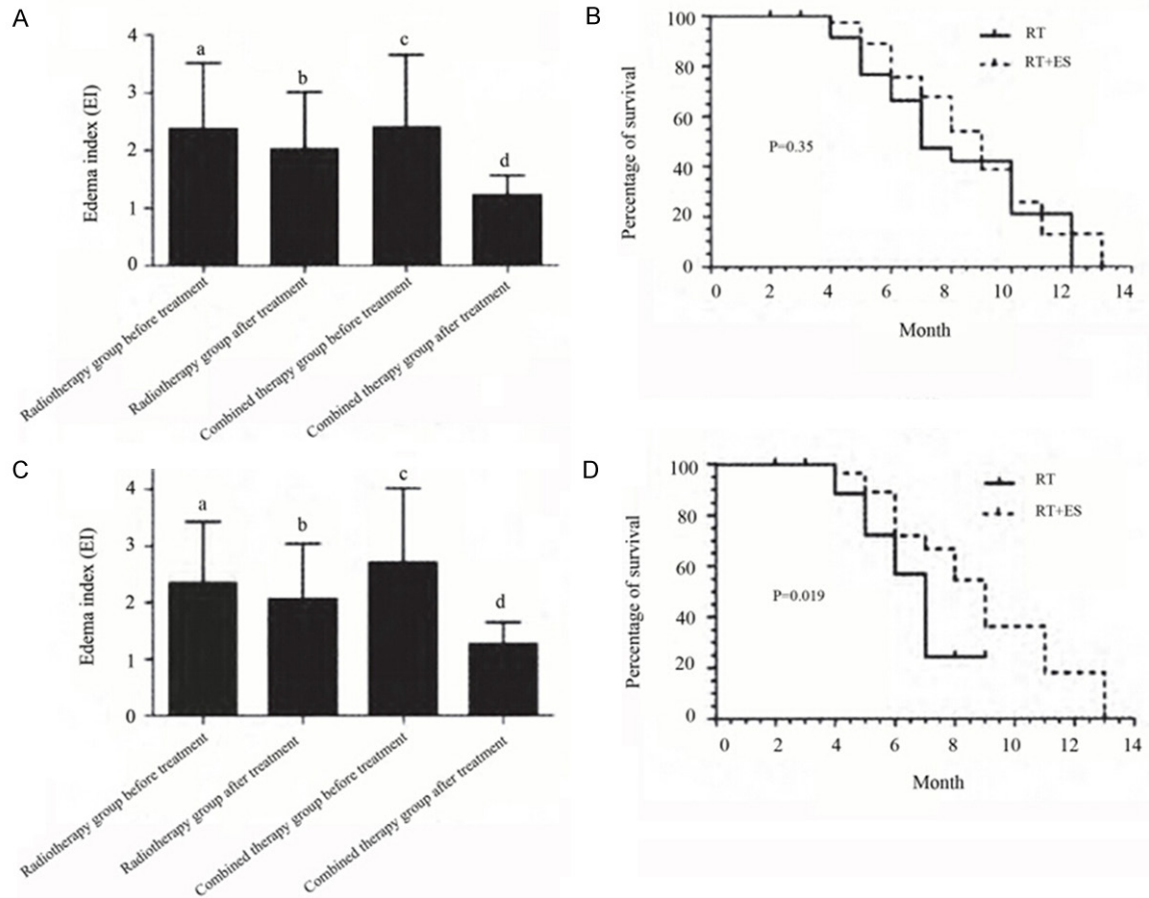 A
Edema index (EI)
4
3
2
1
0
a
b
c
d
Radiotherapy group before treatment
Radiotherapy group after treatment
Combined therapy group before treatment
Combined therapy group after treatment
B
Percentage of survival
100
80
60
40
20
0
RT
RT+ES
P=0.35
0 2 4 6 8 10 12 14
Month
C
Edema index (EI)
4
3
2
1
0
a
b
c
d
Radiotherapy group before treatment
Radiotherapy group after treatment
Combined therapy group before treatment
Combined therapy group after treatment
D
Percentage of survival
100
80
60
40
20
0
RT
RT+ES
P=0.019
0 2 4 6 8 10 12 14
Month